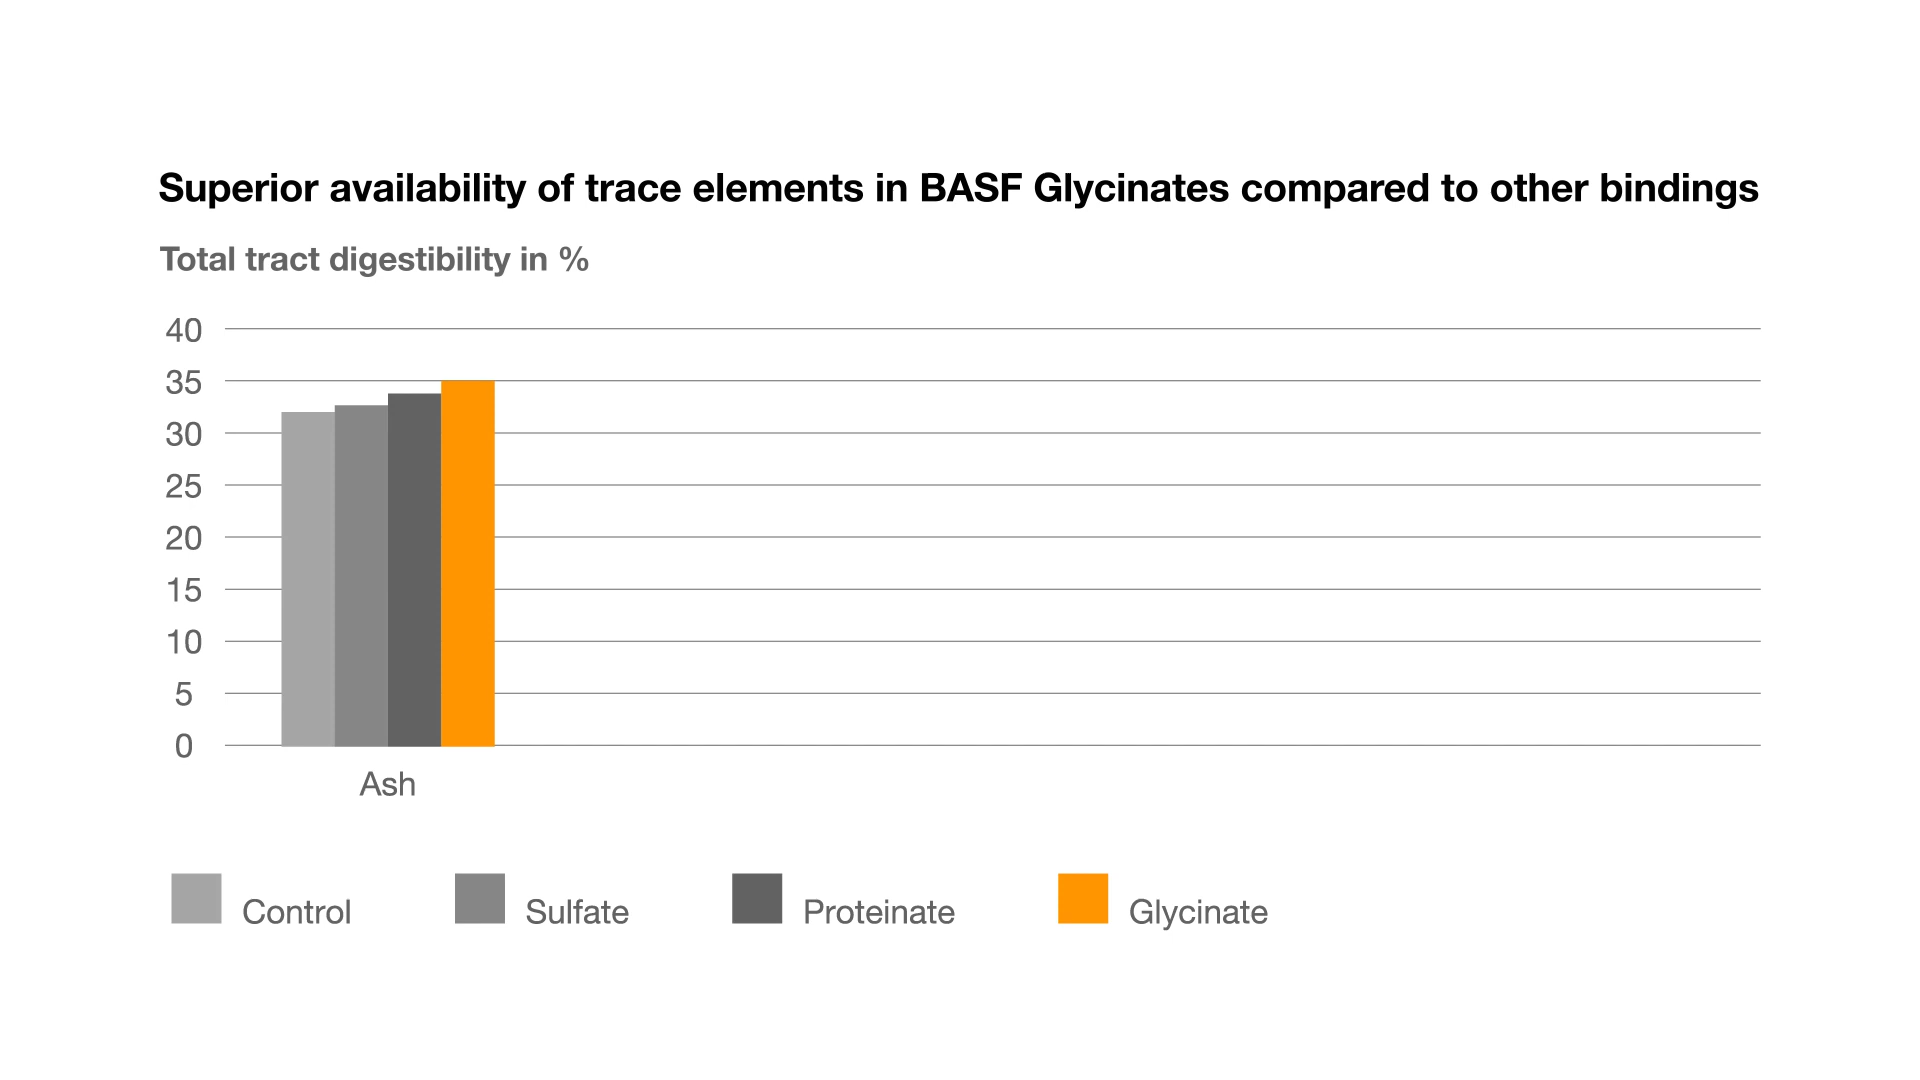 Superior availability of trace elements in BASF Glycinates compared to other bindings
Total tract digestibility in %
40
35
30
25
20
15
10
5
0
Ash
Control Sulfate Proteinate Glycinate